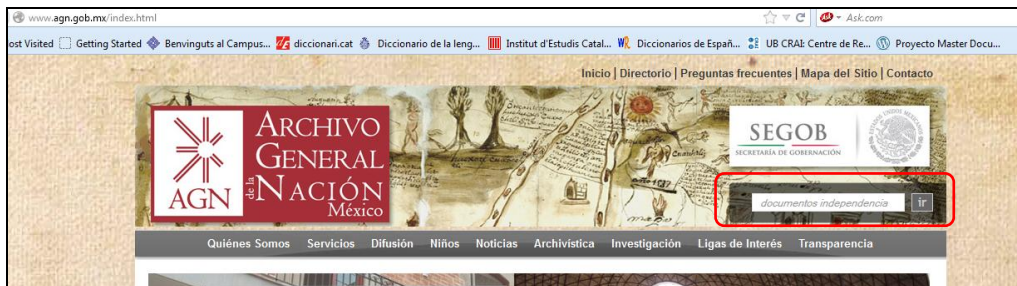 www.agn.gob.mx/index.html
Ask.com
ost Visited Getting Started Benvinguts al Campus... diccionari.cat Diccionario de la leng... Institut d'Estudis Catal... Diccionarios de Españ... UB CRAI: Centre de Re... Proyecto Master Docu...
Inicio | Directorio | Preguntas frecuentes | Mapa del Sitio | Contacto
ARCHIVO
GENERAL
de la NACIÓN
México
AGN
SEGOB
SECRETARÍA DE GOBERNACIÓN
ESTADOS UNIDOS MEXICANOS
documentos independencia ir
Quiénes Somos Servicios Difusión Niños Noticias Archivística Investigación Ligas de Interés Transparencia